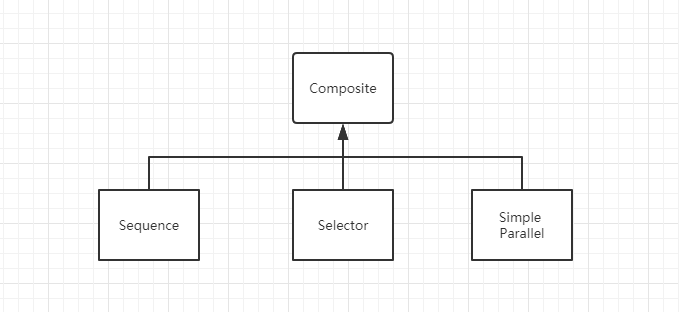 Composite
Sequence
Selector
Simple
Parallel